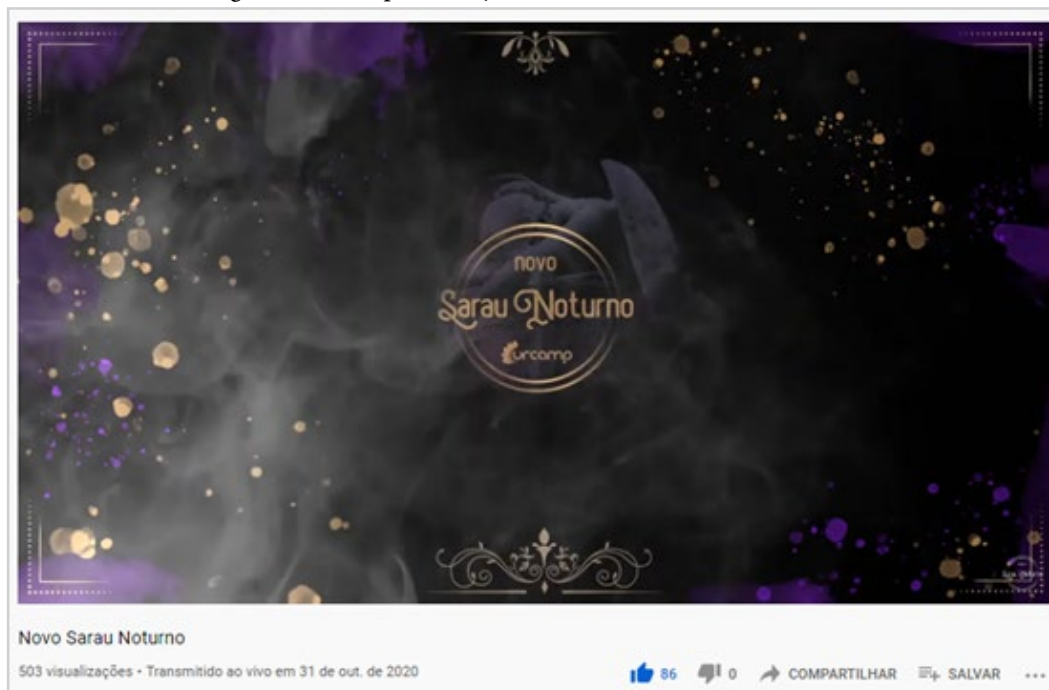 novo
Sarau Noturno
urcamp
Novo Sarau Noturno
503 visualizações • Transmitido ao vivo em 31 de out. de 2020
86 0 COMPARTILHAR SALVAR ...